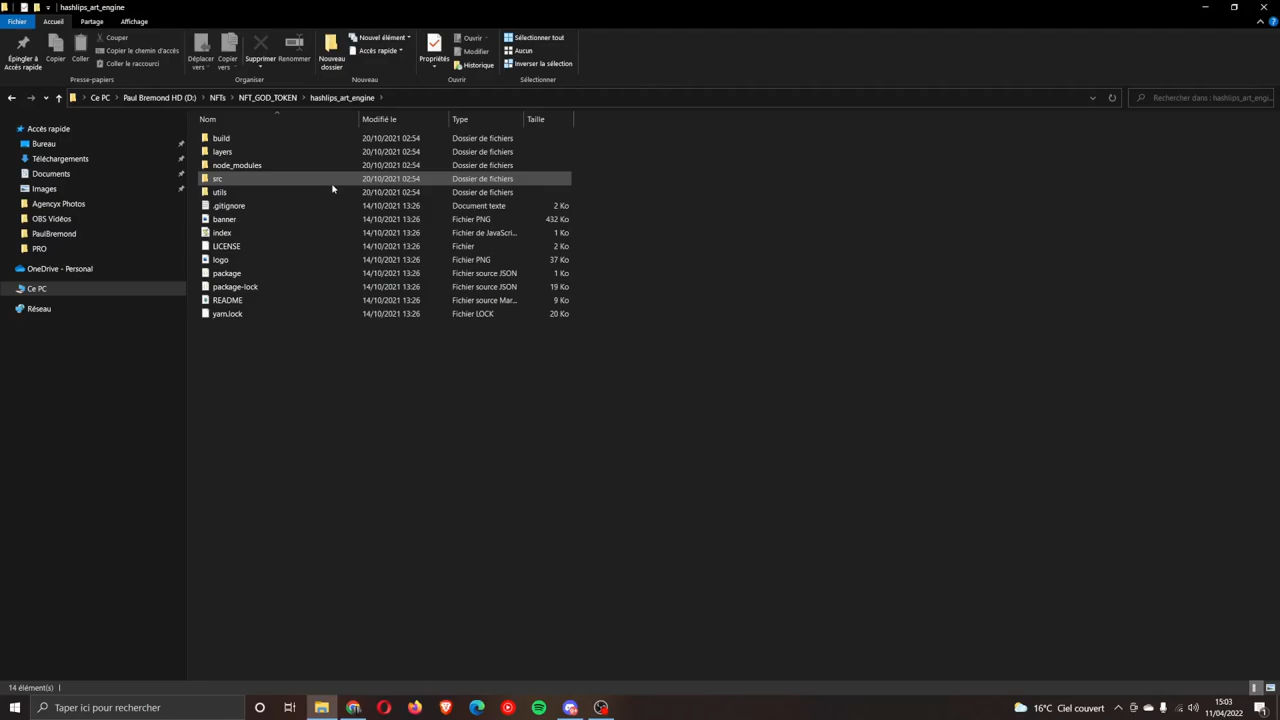 hashlips_art_engine
Fichier Accueil Partage Affichage
Épingler à Accès rapide
Copier
Coller
Couper
Copier le chemin d'accès
Coller le raccourci
Presse-papiers
Déplacer vers
Copier vers
Supprimer
Renommer
Organiser
Nouveau dossier
Nouvel élément
Accès rapide
Nouveau
Propriétés
Ouvrir
Modifier
Historique
Ouvrir
Sélectionner tout
Aucun
Inverser la sélection
Sélectionner
Ce PC > Paul Bremond HD (D:) > NFTs > NFT_GOD_TOKEN > hashlips_art_engine >
Rechercher dans : hashlips_art_engi...
Accès rapide
Bureau
Téléchargements
Documents
Images
Agencyx Photos
OBS Vidéos
PaulBremond
PRO
OneDrive - Personal
Ce PC
Réseau
Nom Modifié le Type Taille
build 20/10/2021 02:54 Dossier de fichiers
layers 20/10/2021 02:54 Dossier de fichiers
node_modules 20/10/2021 02:54 Dossier de fichiers
src 20/10/2021 02:54 Dossier de fichiers
utils 20/10/2021 02:54 Dossier de fichiers
.gitignore 14/10/2021 13:26 Document texte 2 Ko
banner 14/10/2021 13:26 Fichier PNG 432 Ko
index 14/10/2021 13:26 Fichier de JavaScri... 1 Ko
LICENSE 14/10/2021 13:26 Fichier 2 Ko
logo 14/10/2021 13:26 Fichier PNG 37 Ko
package 14/10/2021 13:26 Fichier source JSON 1 Ko
package-lock 14/10/2021 13:26 Fichier source JSON 19 Ko
README 14/10/2021 13:26 Fichier source Mar... 9 Ko
yarn.lock 14/10/2021 13:26 Fichier LOCK 20 Ko
14 élément(s)
Taper ici pour rechercher
16°C Ciel couvert
15:03
11/04/2022